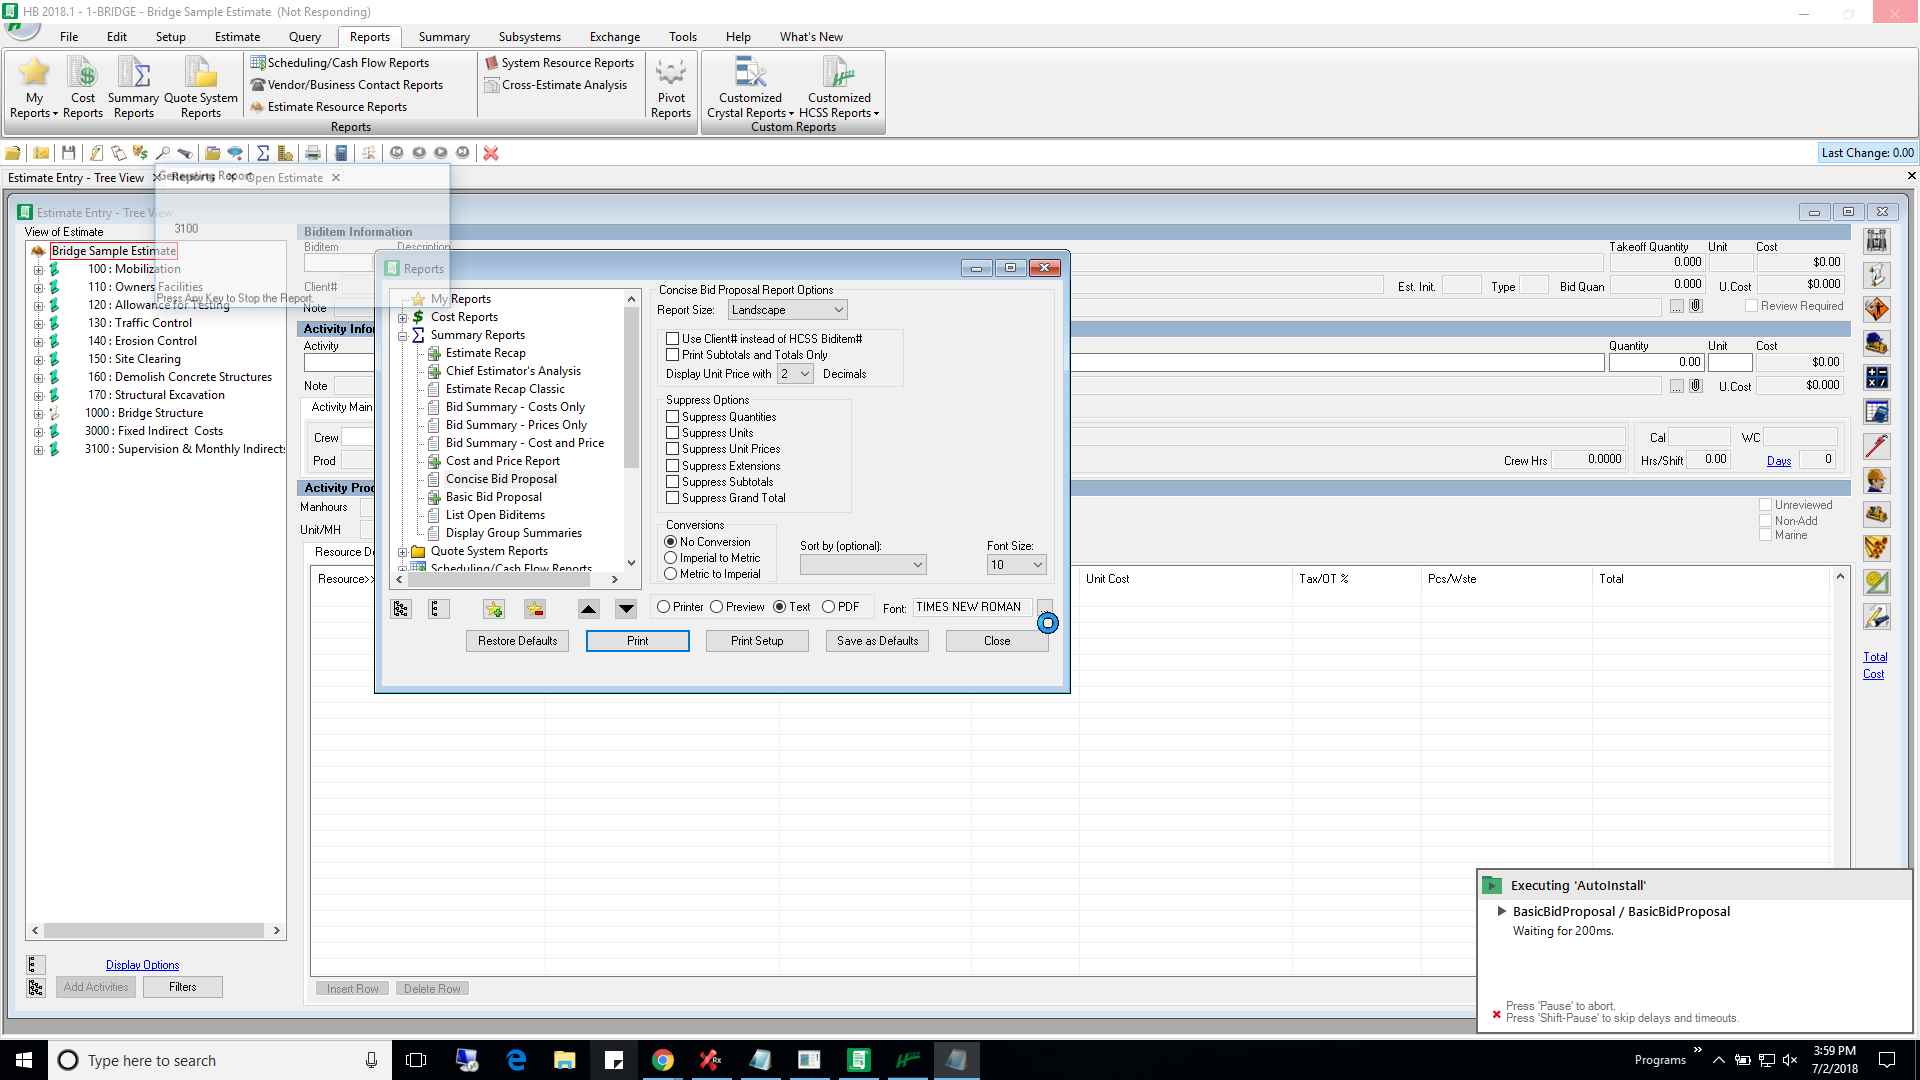 HB 2018.1 - 1-BRIDGE - Bridge Sample Estimate (Not Responding)
File Edit Setup Estimate Query Reports Summary Subsystems Exchange Tools Help What's New
My Reports
Cost Reports
Summary Reports
Quote System Reports
Scheduling/Cash Flow Reports
Vendor/Business Contact Reports
Estimate Resource Reports
System Resource Reports
Cross-Estimate Analysis
Pivot Reports
Customized Crystal Reports
Customized HCSS Reports
Reports
Custom Reports
Last Change: 0.00
Estimate Entry - Tree View
Reports
Open Estimate
Generating Report
3100
Press Any Key to Stop the Report.
Estimate Entry - Tree View
View of Estimate
Bridge Sample Estimate
100 : Mobilization
110 : Owners Facilities
120 : Allowance for Testing
130 : Traffic Control
140 : Erosion Control
150 : Site Clearing
160 : Demolish Concrete Structures
170 : Structural Excavation
1000 : Bridge Structure
3000 : Fixed Indirect Costs
3100 : Supervision & Monthly Indirects
Display Options
Add Activities
Filters
Biditem Information
Biditem
Description
Client#
Note
Takeoff Quantity Unit Cost
0.000 $0.00
Est. Init. Type Bid Quan 0.000 U.Cost $0.000
... Review Required
Activity
Quantity Unit Cost
0.00 $0.00
Note
... U.Cost $0.000
Activity Main
Crew
Prod
Cal WC
Crew Hrs 0.0000 Hrs/Shift 0.00 Days 0
Manhours
Unit/MH
Unreviewed
Non-Add
Marine
Resource>>
Unit Cost Tax/OT % Pcs/Wste Total
Insert Row
Delete Row
Total Cost
Reports
My Reports
Cost Reports
Summary Reports
Estimate Recap
Chief Estimator's Analysis
Estimate Recap Classic
Bid Summary - Costs Only
Bid Summary - Prices Only
Bid Summary - Cost and Price
Cost and Price Report
Concise Bid Proposal
Basic Bid Proposal
List Open Biditems
Display Group Summaries
Quote System Reports
Scheduling/Cash Flow Reports
Concise Bid Proposal Report Options
Report Size: Landscape
Use Client# instead of HCSS Biditem#
Print Subtotals and Totals Only
Display Unit Price with 2 Decimals
Suppress Options
Suppress Quantities
Suppress Units
Suppress Unit Prices
Suppress Extensions
Suppress Subtotals
Suppress Grand Total
Conversions
No Conversion
Imperial to Metric
Metric to Imperial
Sort by (optional):
Font Size:
10
Printer Preview Text PDF Font: TIMES NEW ROMAN
Restore Defaults
Print
Print Setup
Save as Defaults
Close
Executing 'AutoInstall'
BasicBidProposal / BasicBidProposal
Waiting for 200ms.
Press 'Pause' to abort.
Press 'Shift-Pause' to skip delays and timeouts.
Type here to search
Programs
3:59 PM
7/2/2018